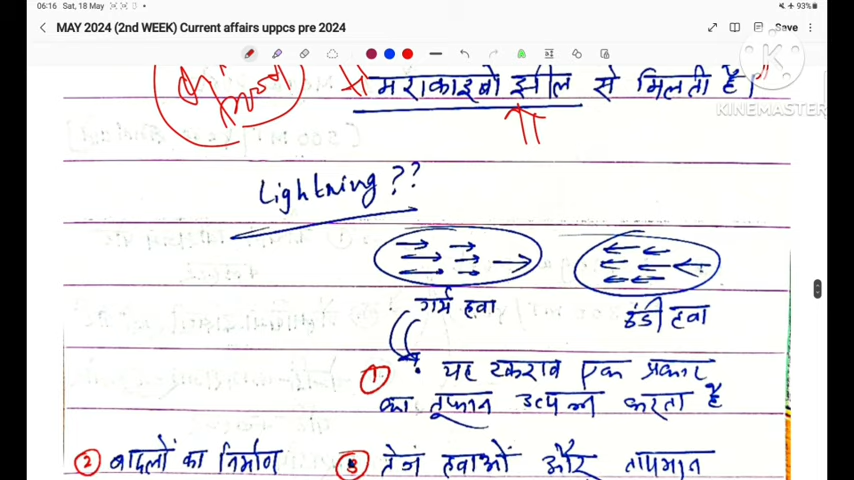 06:16 Sat, 18 May 93%
MAY 2024 (2nd WEEK) Current affairs uppcs pre 2024 Save
KINEMASTER
मराकाइबो झील से मिलती है।"
Lightning ??
गर्म हवा ठंडी हवा
① यह टकराव एक प्रकार
का तूफान उत्पन्न करता है
② बादलों का निर्माण ③ तेज हवाओं और तापमान